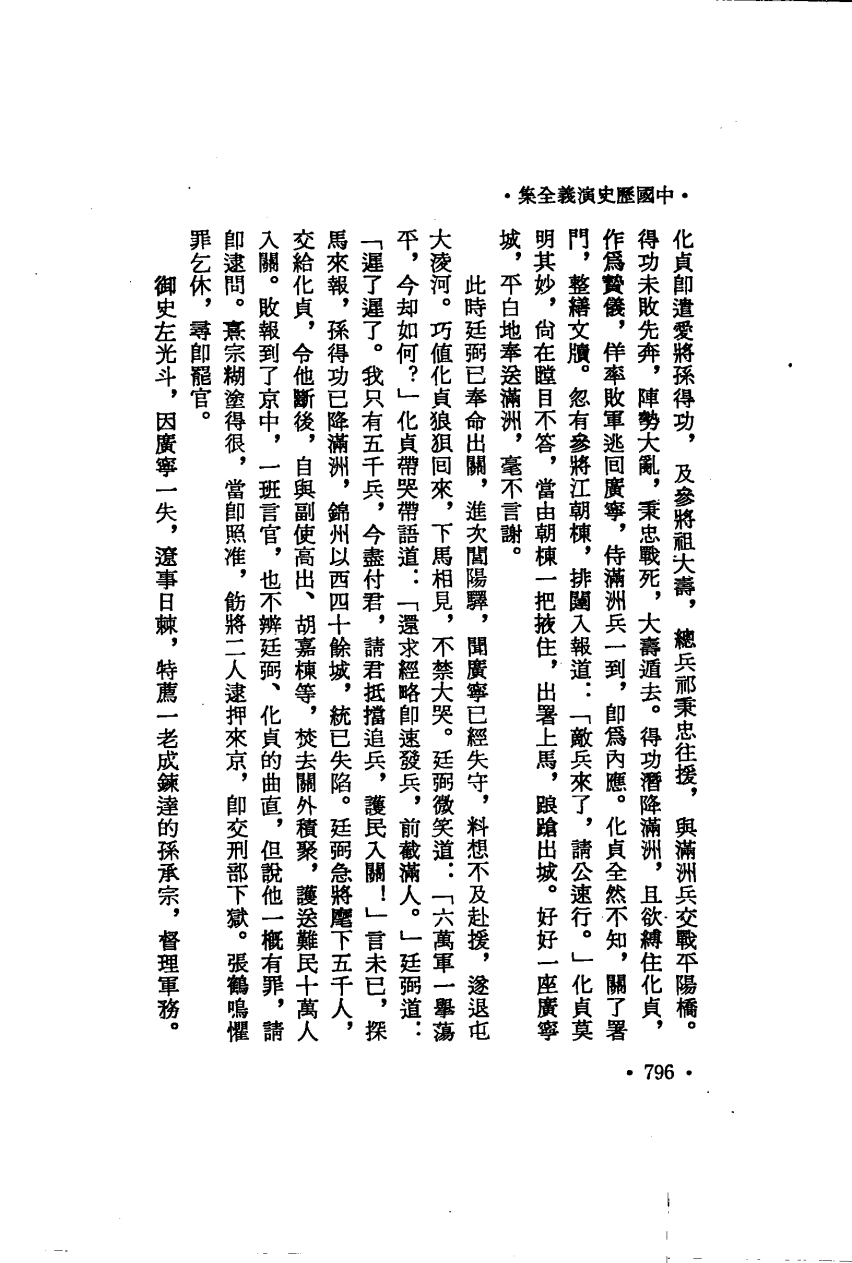 ·中國歷史演義全集·
化貞卽遣愛將孫得功，及參將祖大壽，總兵祁秉忠往援，與滿洲兵交戰平陽橋。
得功未敗先奔，陣勢大亂，秉忠戰死，大壽遁去。得功潛降滿洲，且欲縛住化貞，
作爲贄儀，佯率敗軍逃回廣寧，待滿洲兵一到，卽爲內應。化貞全然不知，關了署
門，整繕文牘。忽有參將江朝棟，排闥入報道：「敵兵來了，請公速行。」化貞莫
明其妙，尙在瞠目不答，當由朝棟一把掖住，出署上馬，踉蹌出城。好好一座廣寧
城，平白地奉送滿洲，毫不言謝。
此時廷弼已奉命出關，進次閭陽驛，聞廣寧已經失守，料想不及赴援，遂退屯
大淩河。巧値化貞狼狽回來，下馬相見，不禁大哭。廷弼微笑道：「六萬軍一擧蕩
平，今却如何？」化貞帶哭帶語道：「還求經略卽速發兵，前截滿人。」廷弼道：
「遲了遲了。我只有五千兵，今盡付君，請君抵擋追兵，護民入關！」言未已，探
馬來報，孫得功已降滿洲，錦州以西四十餘城，統已失陷。廷弼急將麾下五千人，
交給化貞，令他斷後，自與副使高出、胡嘉棟等，焚去關外積聚，護送難民十萬人
入關。敗報到了京中，一班言官，也不辨廷弼、化貞的曲直，但說他一槪有罪，請
卽逮問。熹宗糊塗得很，當卽照准，飭將二人逮押來京，卽交刑部下獄。張鶴鳴懼
罪乞休，尋卽罷官。
御史左光斗，因廣寧一失，遼事日棘，特薦一老成鍊達的孫承宗，督理軍務。
·796·